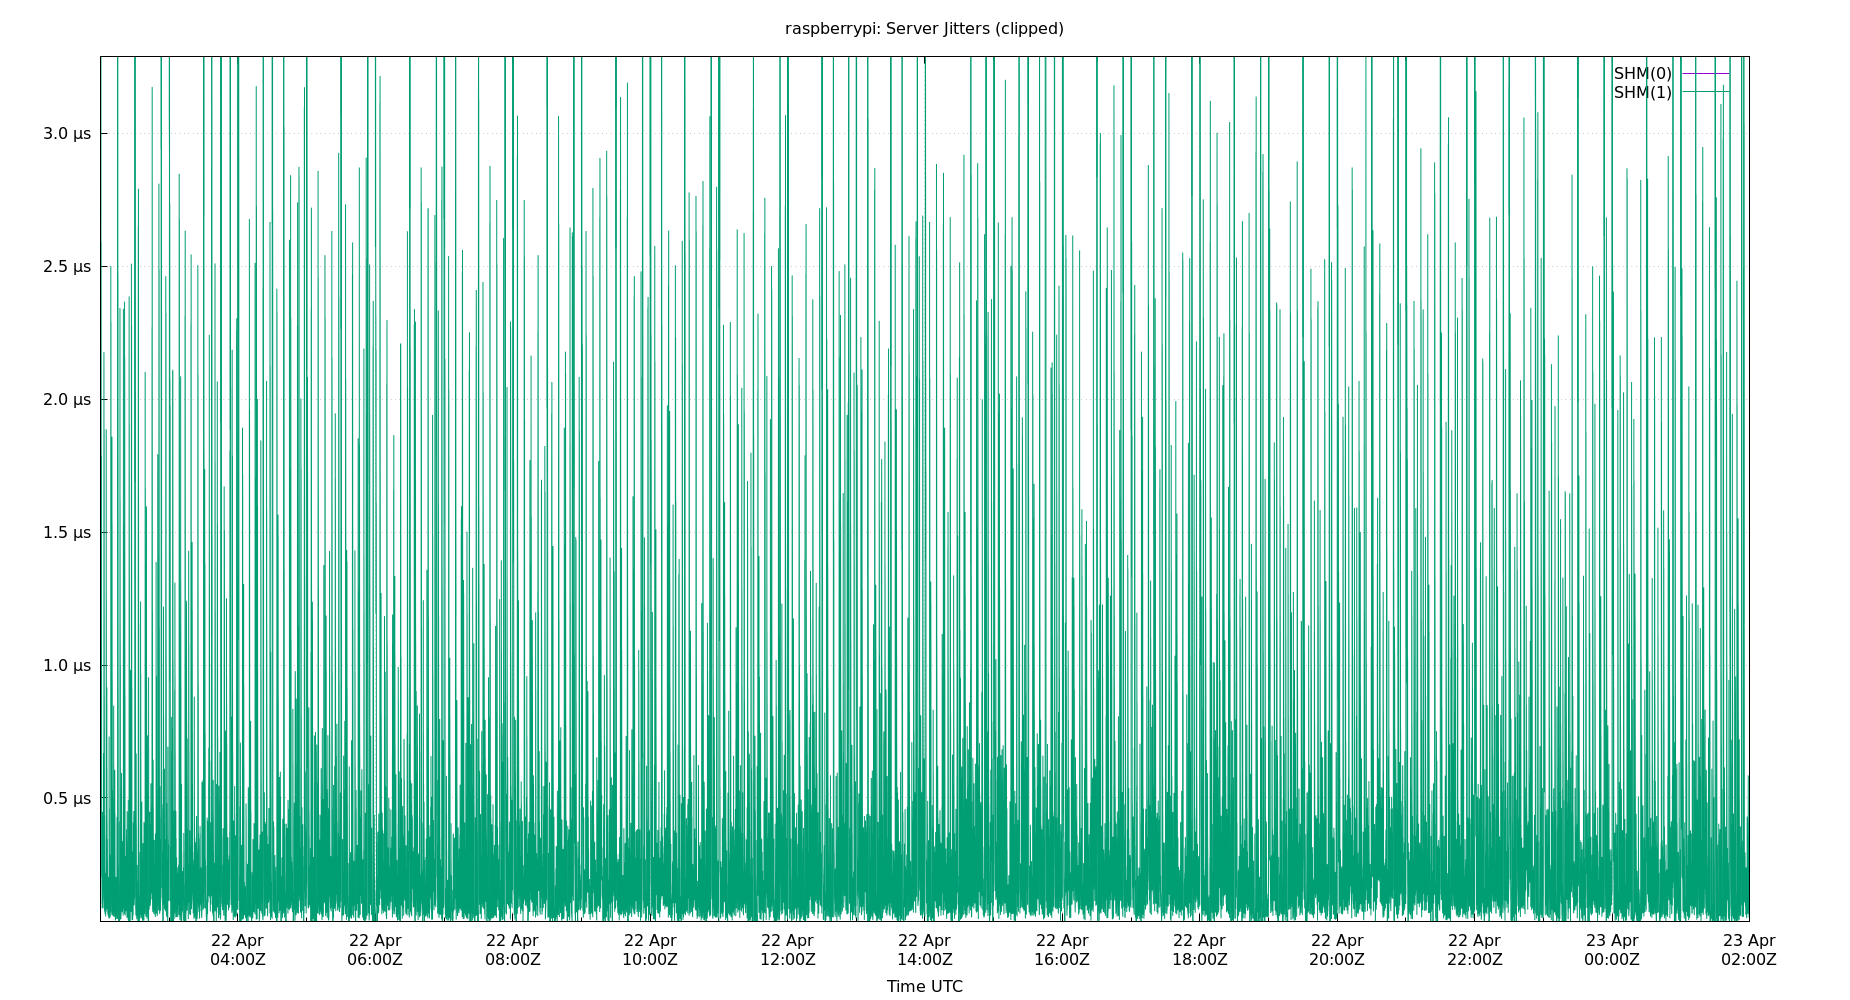 raspberrypi: Server Jitters (clipped)
SHM(0)
SHM(1)
3.0 µs
2.5 µs
2.0 µs
1.5 µs
1.0 µs
0.5 µs
22 Apr 22 Apr 22 Apr 22 Apr 22 Apr 22 Apr 22 Apr 22 Apr 22 Apr 22 Apr 23 Apr 23 Apr
04:00Z 06:00Z 08:00Z 10:00Z 12:00Z 14:00Z 16:00Z 18:00Z 20:00Z 22:00Z 00:00Z 02:00Z
Time UTC